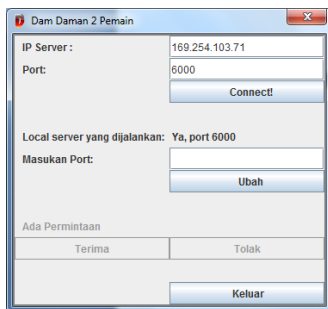 Dam Daman 2 Pemain
IP Server :
169.254.103.71
Port:
6000
Connect!
Local server yang dijalankan: Ya, port 6000
Masukan Port:
Ubah
Ada Permintaan
Terima
Tolak
Keluar